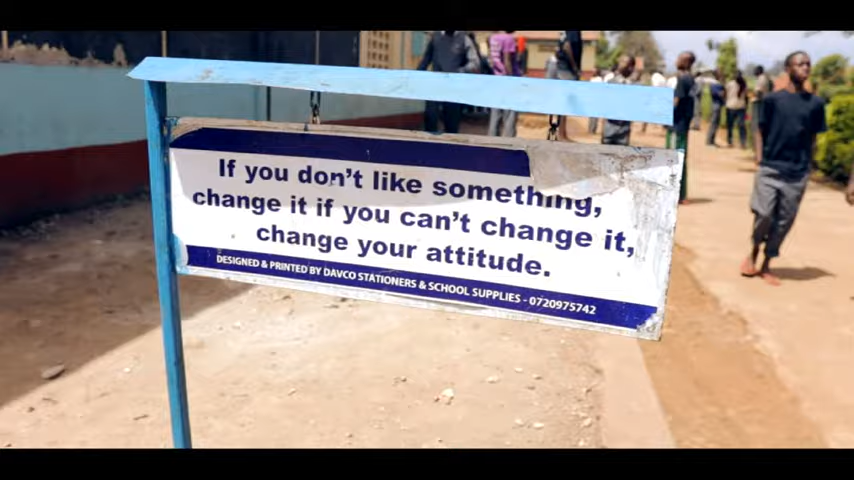 If you don't like something,
change it if you can't change it,
change your attitude.
DESIGNED & PRINTED BY DAVCO STATIONERS & SCHOOL SUPPLIES - 0720975742